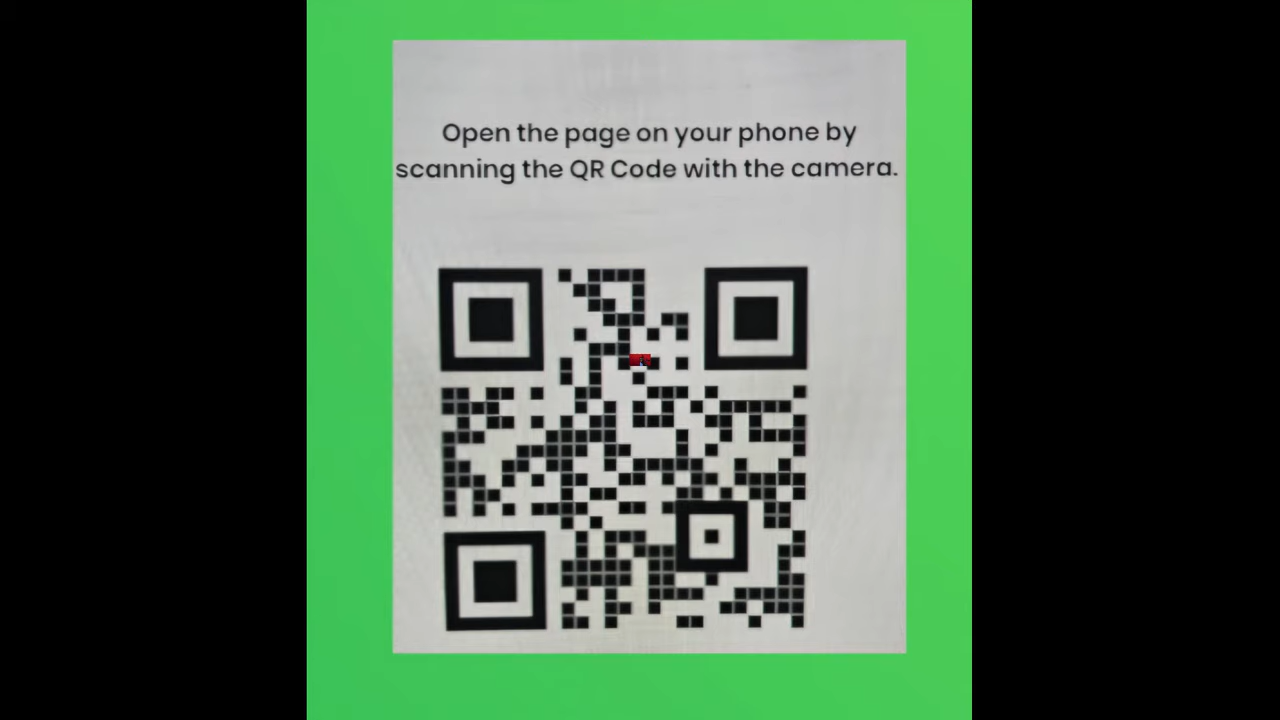 Open the page on your phone by
scanning the QR Code with the camera.